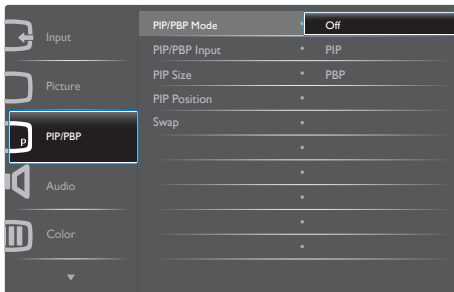 Input
Picture
PIP/PBP
Audio
Color
PIP/PBP Mode • Off
PIP/PBP Input • PIP
PIP Size • PBP
PIP Position •
Swap •
•
•
•
•
•